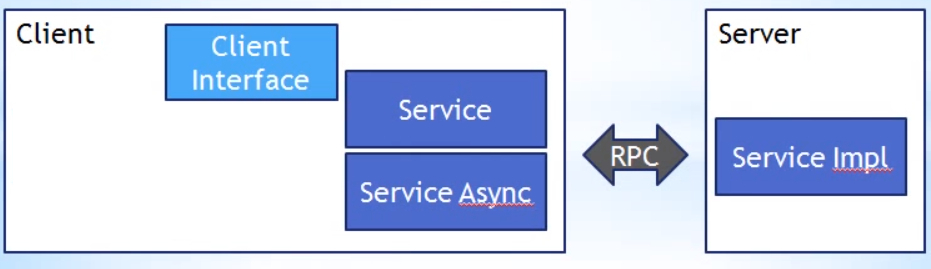 Client
Client
Interface
Service
Service Async
RPC
Server
Service Impl